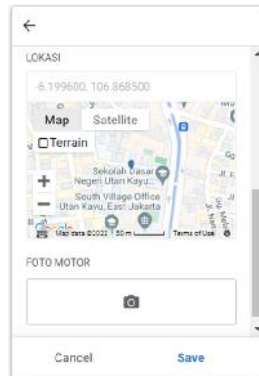 LOKASI
-6.199600, 106.868500
Map Satellite
Terrain
Sekolah Dasar
Negeri Utan Kayu...
South Village Office
Utan Kayu, East Jakarta
Google
Map data ©2022 50 m Terms of Use
FOTO MOTOR
Cancel Save